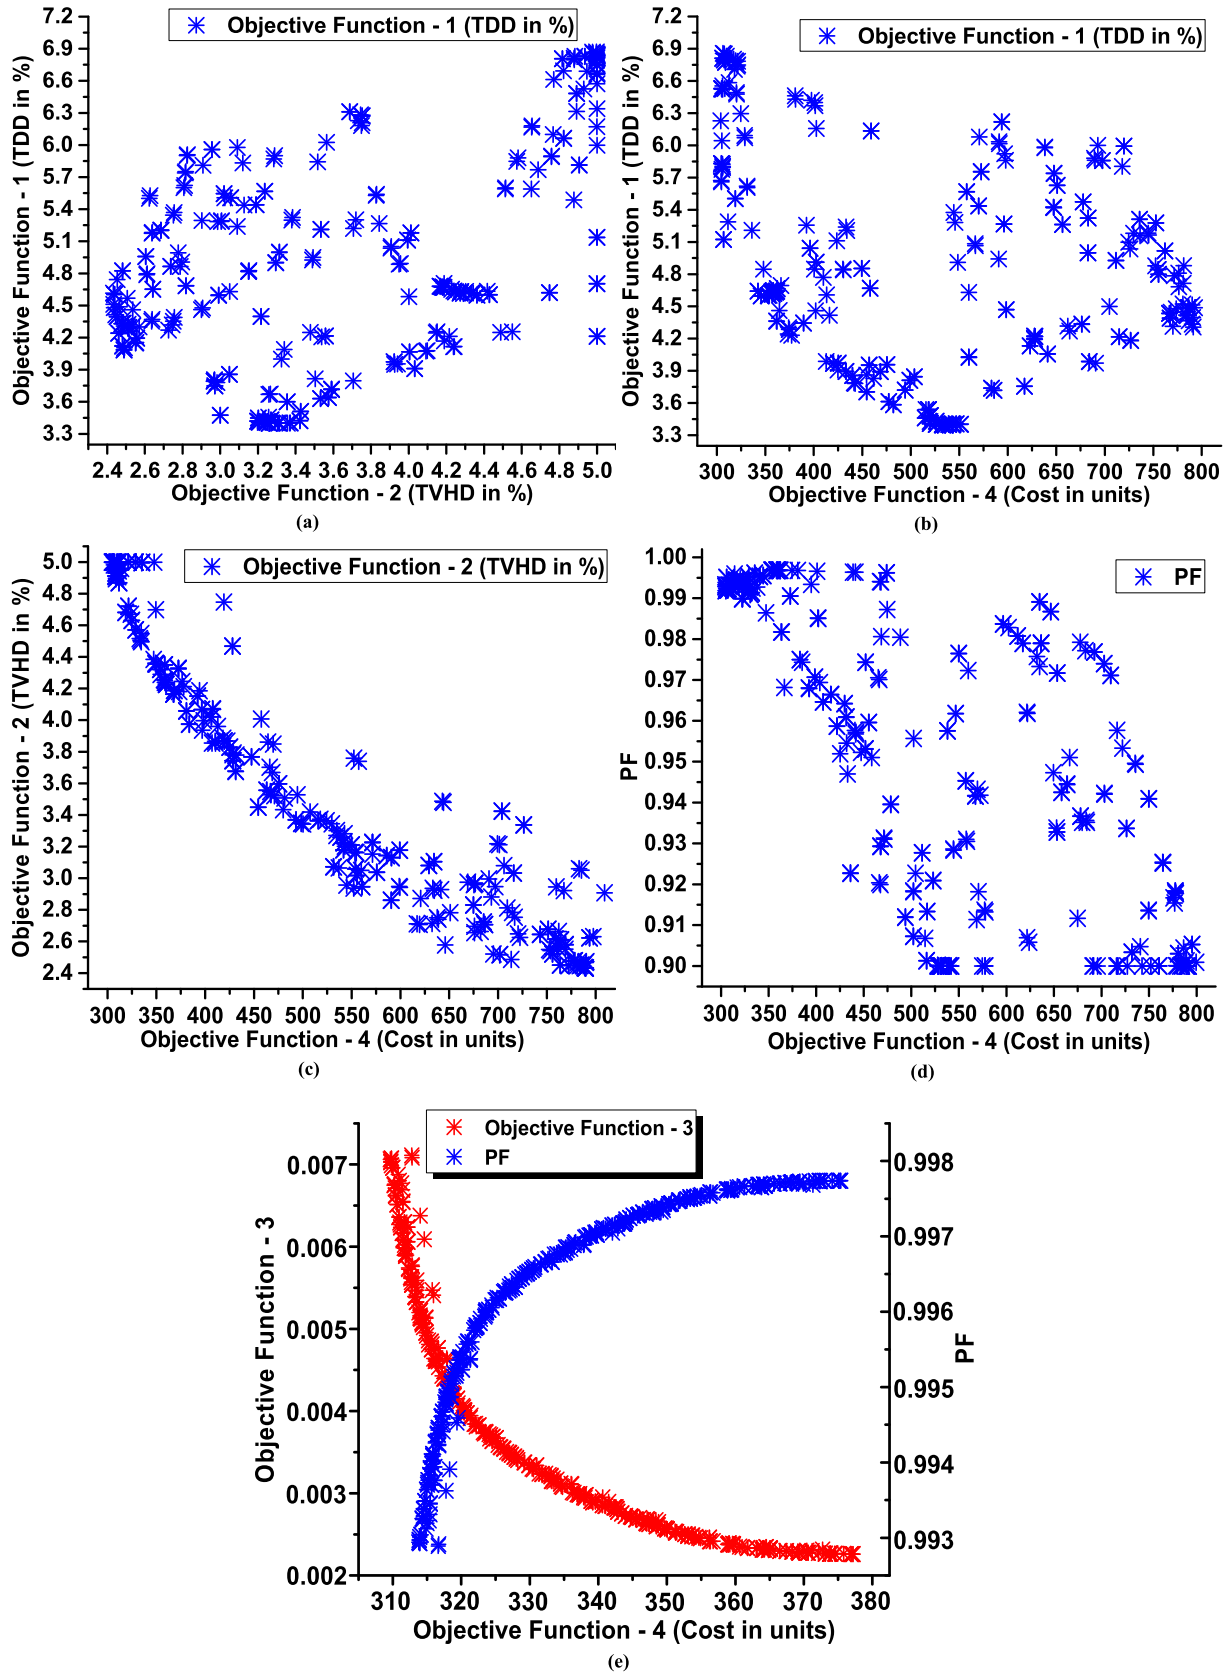 Objective Function - 1 (TDD in %)
7.2
6.9
6.6
6.3
6.0
5.7
5.4
5.1
4.8
4.5
4.2
3.9
3.6
3.3
Objective Function - 1 (TDD in %)
2.4 2.6 2.8 3.0 3.2 3.4 3.6 3.8 4.0 4.2 4.4 4.6 4.8 5.0
Objective Function - 2 (TVHD in %)
(a)
Objective Function - 1 (TDD in %)
7.2
6.9
6.6
6.3
6.0
5.7
5.4
5.1
4.8
4.5
4.2
3.9
3.6
3.3
Objective Function - 1 (TDD in %)
300 350 400 450 500 550 600 650 700 750 800
Objective Function - 4 (Cost in units)
(b)
Objective Function - 2 (TVHD in %)
5.0
4.8
4.6
4.4
4.2
4.0
3.8
3.6
3.4
3.2
3.0
2.8
2.6
2.4
Objective Function - 2 (TVHD in %)
300 350 400 450 500 550 600 650 700 750 800
Objective Function - 4 (Cost in units)
(c)
PF
1.00
0.99
0.98
0.97
0.96
0.95
0.94
0.93
0.92
0.91
0.90
PF
300 350 400 450 500 550 600 650 700 750 800
Objective Function - 4 (Cost in units)
(d)
Objective Function - 3
PF
0.007
0.006
0.005
0.004
0.003
0.002
Objective Function - 3
0.998
0.997
0.996
0.995
0.994
0.993
PF
310 320 330 340 350 360 370 380
Objective Function - 4 (Cost in units)
(e)